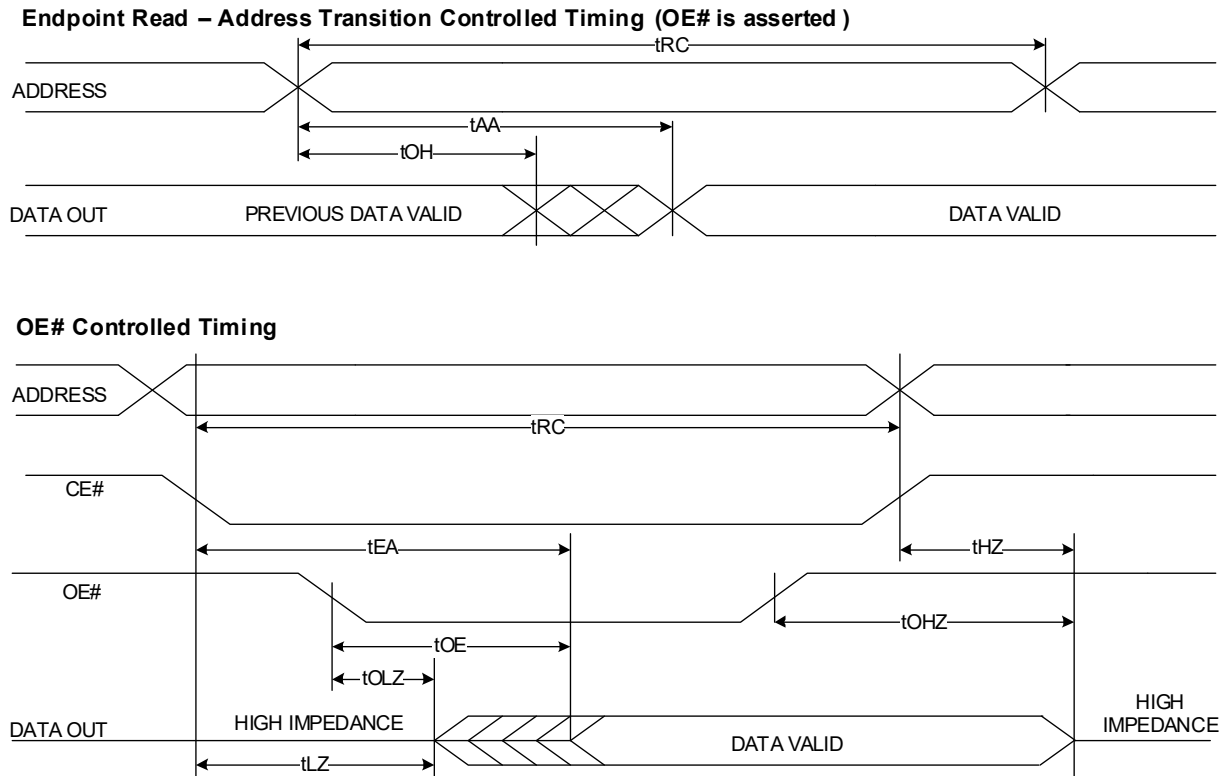 Endpoint Read – Address Transition Controlled Timing (OE# is asserted )
tRC
ADDRESS
tAA
tOH
DATA OUT
PREVIOUS DATA VALID
DATA VALID
OE# Controlled Timing
ADDRESS
tRC
CE#
tEA
tHZ
OE#
tOHZ
tOE
tOLZ
DATA OUT
HIGH IMPEDANCE
DATA VALID
HIGH
IMPEDANCE
tLZ